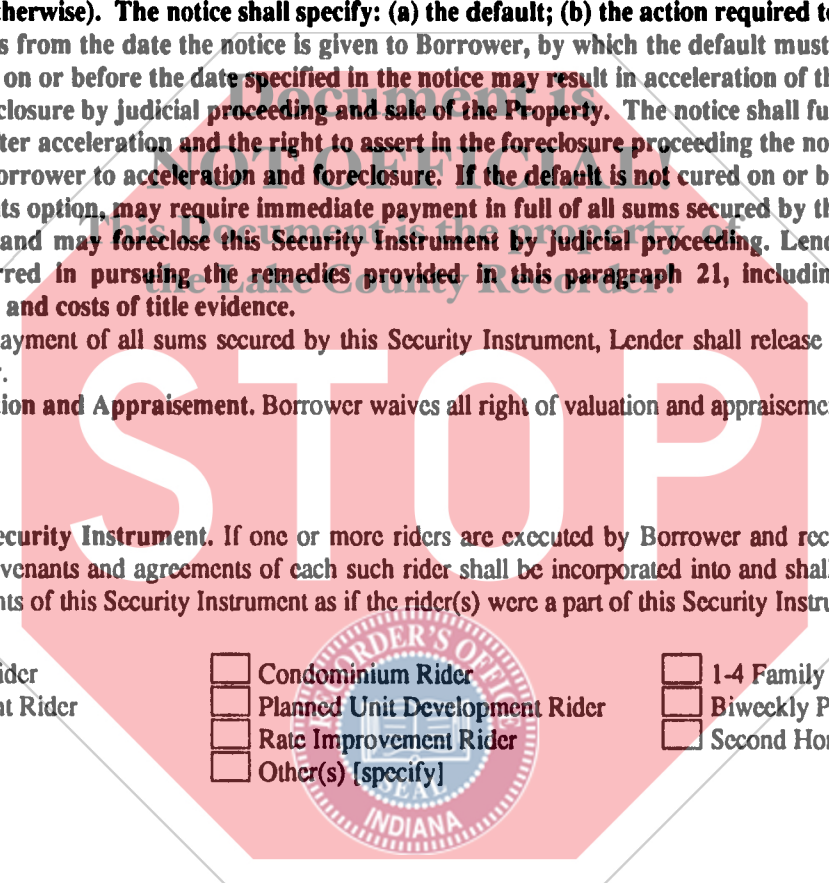 herwise). The notice shall specify: (a) the default; (b) the action required to
s from the date the notice is given to Borrower, by which the default must
on or before the date specified in the notice may result in acceleration of th
closure by judicial proceeding and sale of the Property. The notice shall fu
ter acceleration and the right to assert in the foreclosure proceeding the no
orrower to acceleration and foreclosure. If the default is not cured on or b
ts option, may require immediate payment in full of all sums secured by th
and may foreclose this Security Instrument by judicial proceeding. Lend
rred in pursuing the remedies provided in this paragraph 21, including
and costs of title evidence.
ayment of all sums secured by this Security Instrument, Lender shall release
r.
ion and Appraisement. Borrower waives all right of valuation and appraiseme
ecurity Instrument. If one or more riders are executed by Borrower and rec
venants and agreements of each such rider shall be incorporated into and shall
nts of this Security Instrument as if the rider(s) were a part of this Security Instru
ider Condominium Rider 1-4 Family
nt Rider Planned Unit Development Rider Biweekly P
Rate Improvement Rider Second Hom
Other(s) [specify]
Document is
NOT OFFICIAL!
This Document is the property o
the Lake County Recorder!
STOP
RECORDER'S OFFICE
SEAL
INDIANA